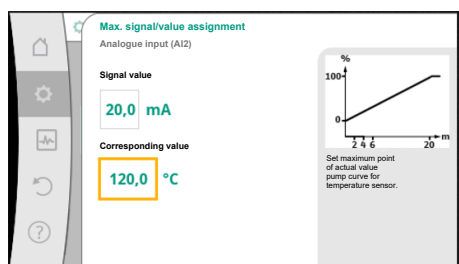 Max. signal/value assignment
Analogue input (AI2)
Signal value
20,0 mA
Corresponding value
120,0 °C
%
100
0
2 4 6 20
m
Set maximum point
of actual value
pump curve for
temperature sensor.
?